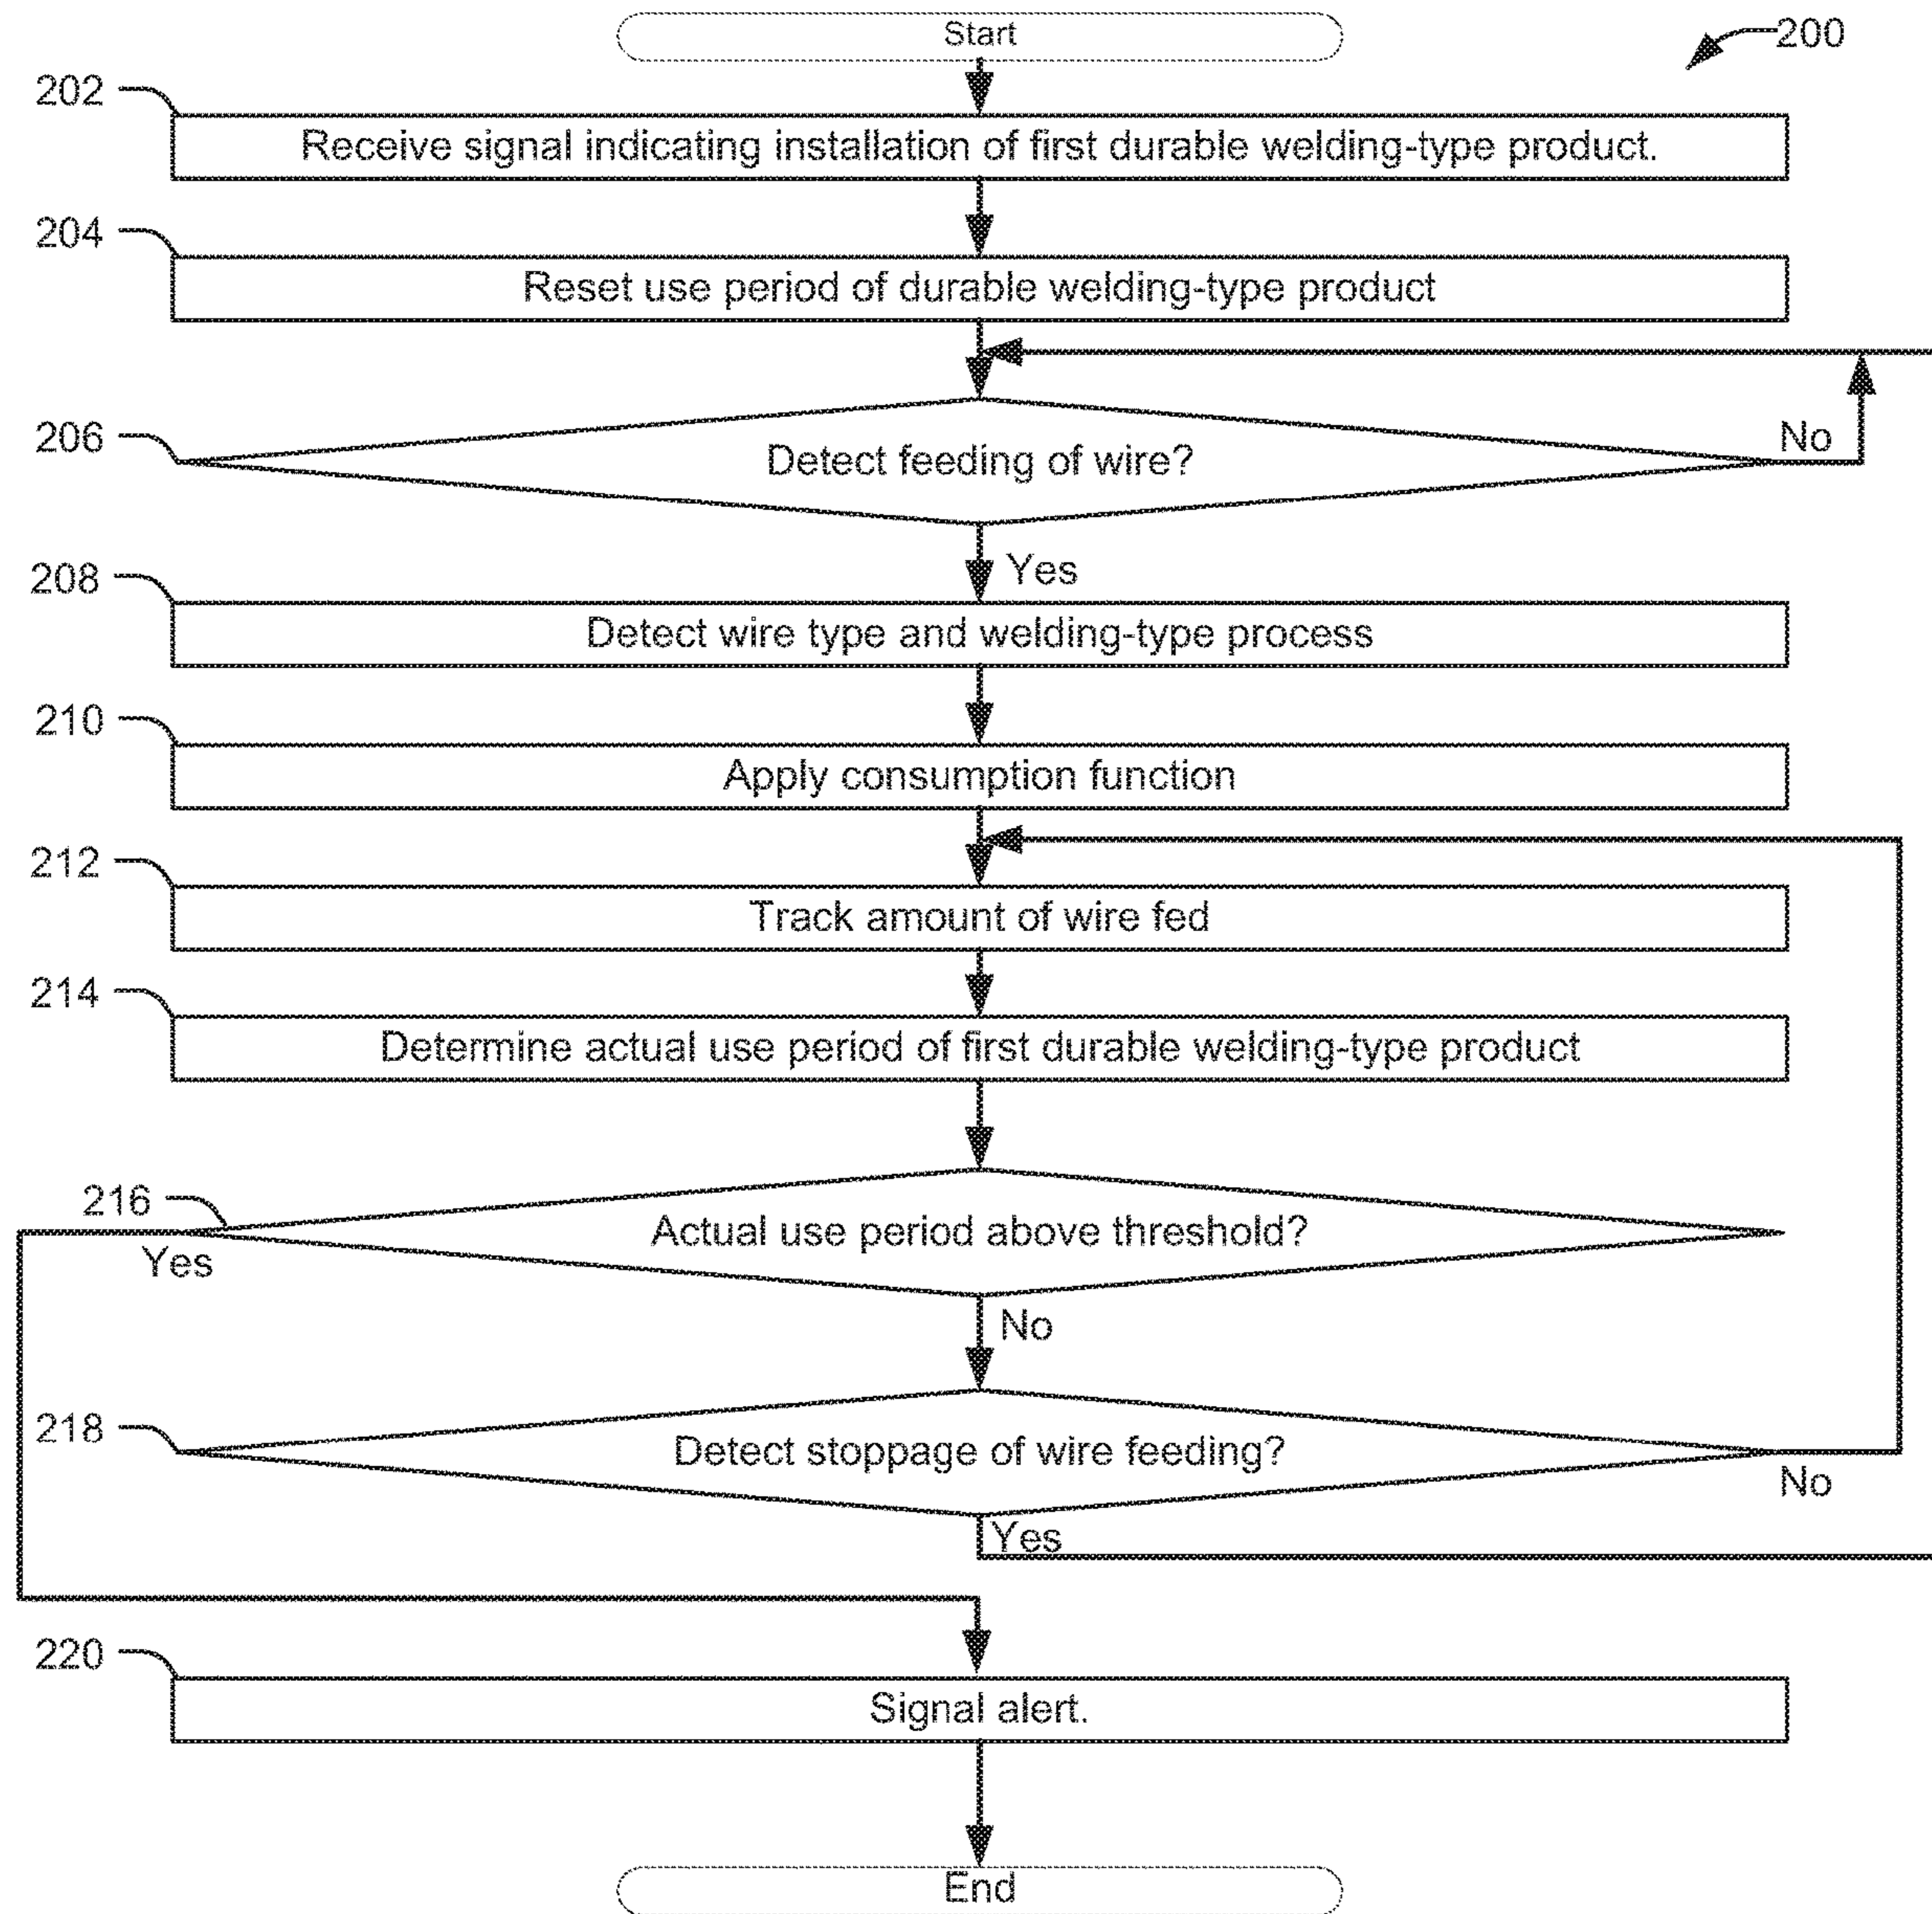 Start
200
202
Receive signal indicating installation of first durable welding-type product.
204
Reset use period of durable welding-type product
206
Detect feeding of wire?
No
Yes
208
Detect wire type and welding-type process
210
Apply consumption function
212
Track amount of wire fed
214
Determine actual use period of first durable welding-type product
216
Actual use period above threshold?
Yes
No
218
Detect stoppage of wire feeding?
No
Yes
220
Signal alert.
End